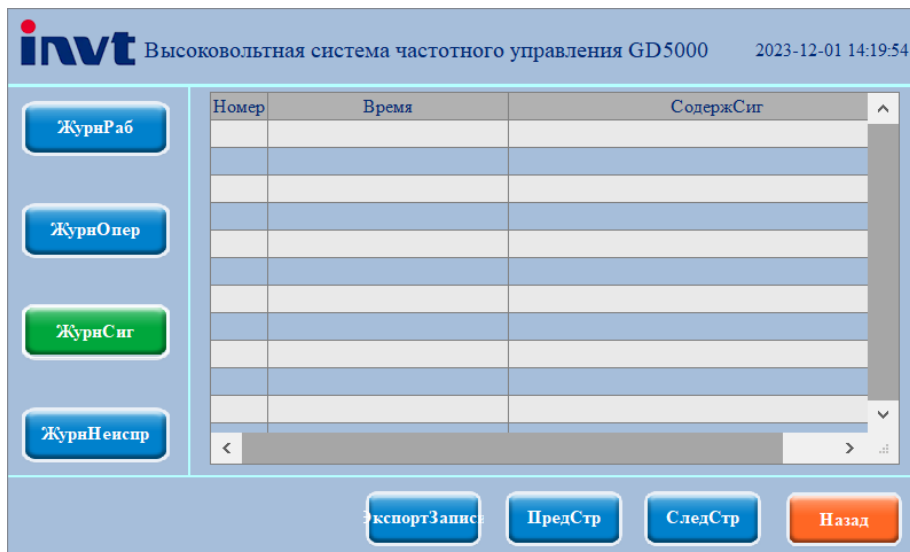 invt Высоковольтная система частотного управления GD5000 2023-12-01 14:19:54
Номер Время СодержСиг
ЖурнРаб
ЖурнОпер
ЖурнСиг
ЖурнНеиспр
ЭкспортЗаписи ПредСтр СледСтр Назад